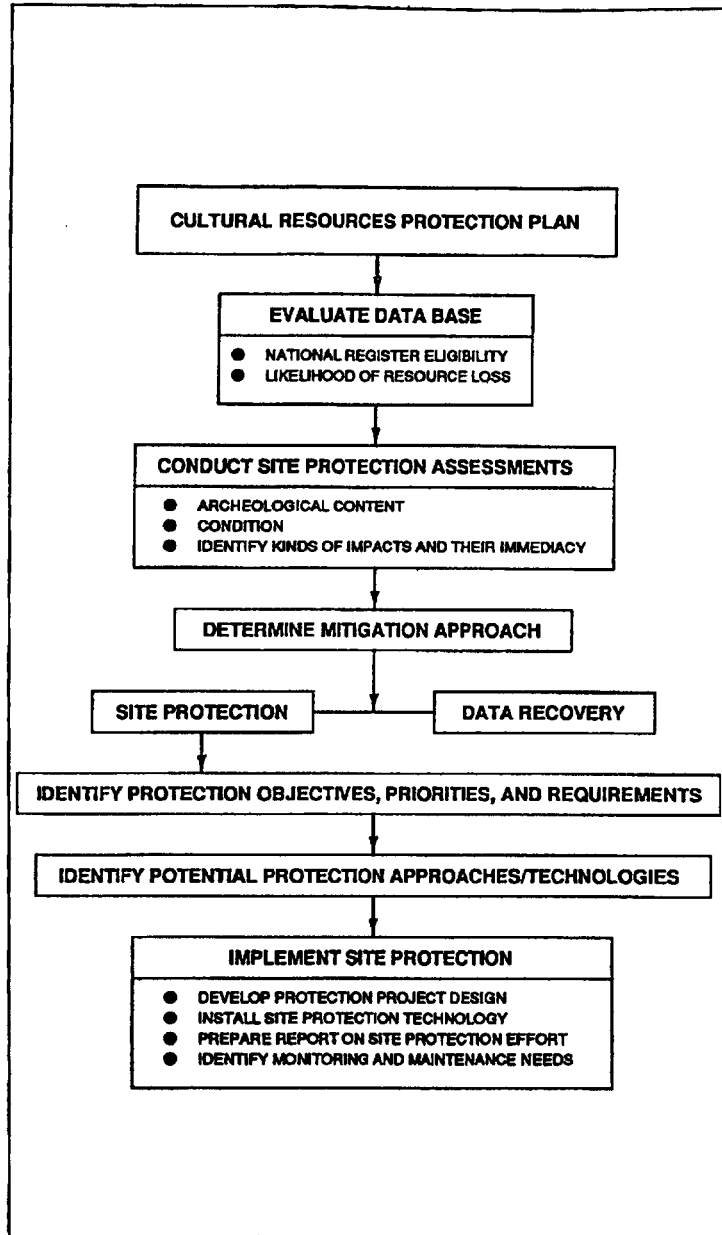 CULTURAL RESOURCES PROTECTION PLAN
EVALUATE DATA BASE
● NATIONAL REGISTER ELIGIBILITY
● LIKELIHOOD OF RESOURCE LOSS
CONDUCT SITE PROTECTION ASSESSMENTS
● ARCHEOLOGICAL CONTENT
● CONDITION
● IDENTIFY KINDS OF IMPACTS AND THEIR IMMEDIACY
DETERMINE MITIGATION APPROACH
SITE PROTECTION
DATA RECOVERY
IDENTIFY PROTECTION OBJECTIVES, PRIORITIES, AND REQUIREMENTS
IDENTIFY POTENTIAL PROTECTION APPROACHES/TECHNOLOGIES
IMPLEMENT SITE PROTECTION
● DEVELOP PROTECTION PROJECT DESIGN
● INSTALL SITE PROTECTION TECHNOLOGY
● PREPARE REPORT ON SITE PROTECTION EFFORT
● IDENTIFY MONITORING AND MAINTENANCE NEEDS